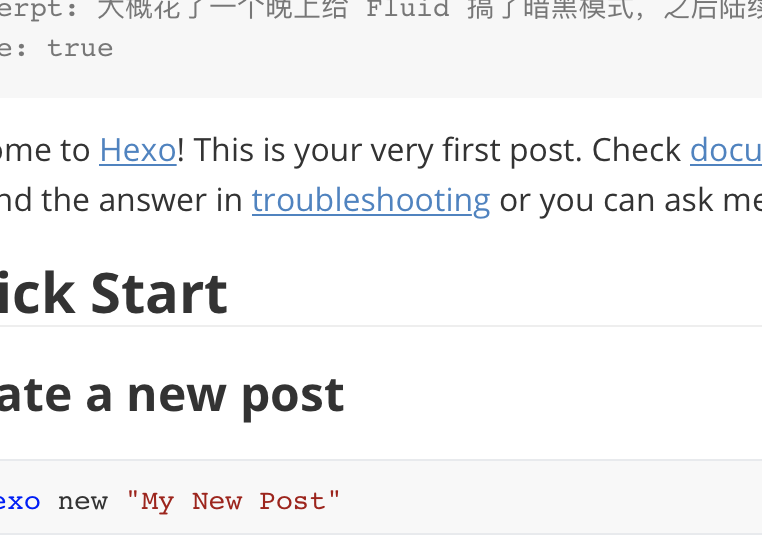 erpt: 大概花了一个晚上给 Fluid 搞了暗黑模式，之后陆续
e: true
ome to Hexo! This is your very first post. Check docu
nd the answer in troubleshooting or you can ask me
ick Start
ate a new post
exo new "My New Post"